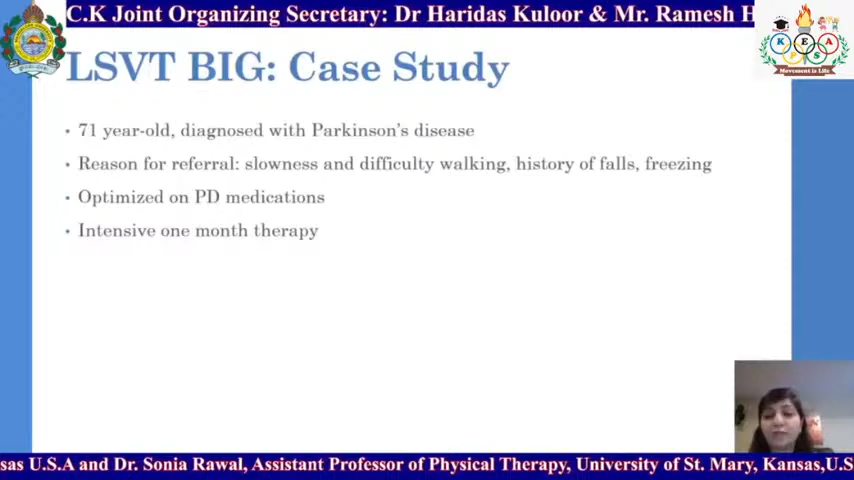 C.K Joint Organizing Secretary: Dr Haridas Kuloor & Mr. Ramesh H
K E A
P S
Movement is Life
LSVT BIG: Case Study
• 71 year-old, diagnosed with Parkinson's disease
• Reason for referral: slowness and difficulty walking, history of falls, freezing
• Optimized on PD medications
• Intensive one month therapy
sas U.S.A and Dr. Sonia Rawal, Assistant Professor of Physical Therapy, University of St. Mary, Kansas,U.S